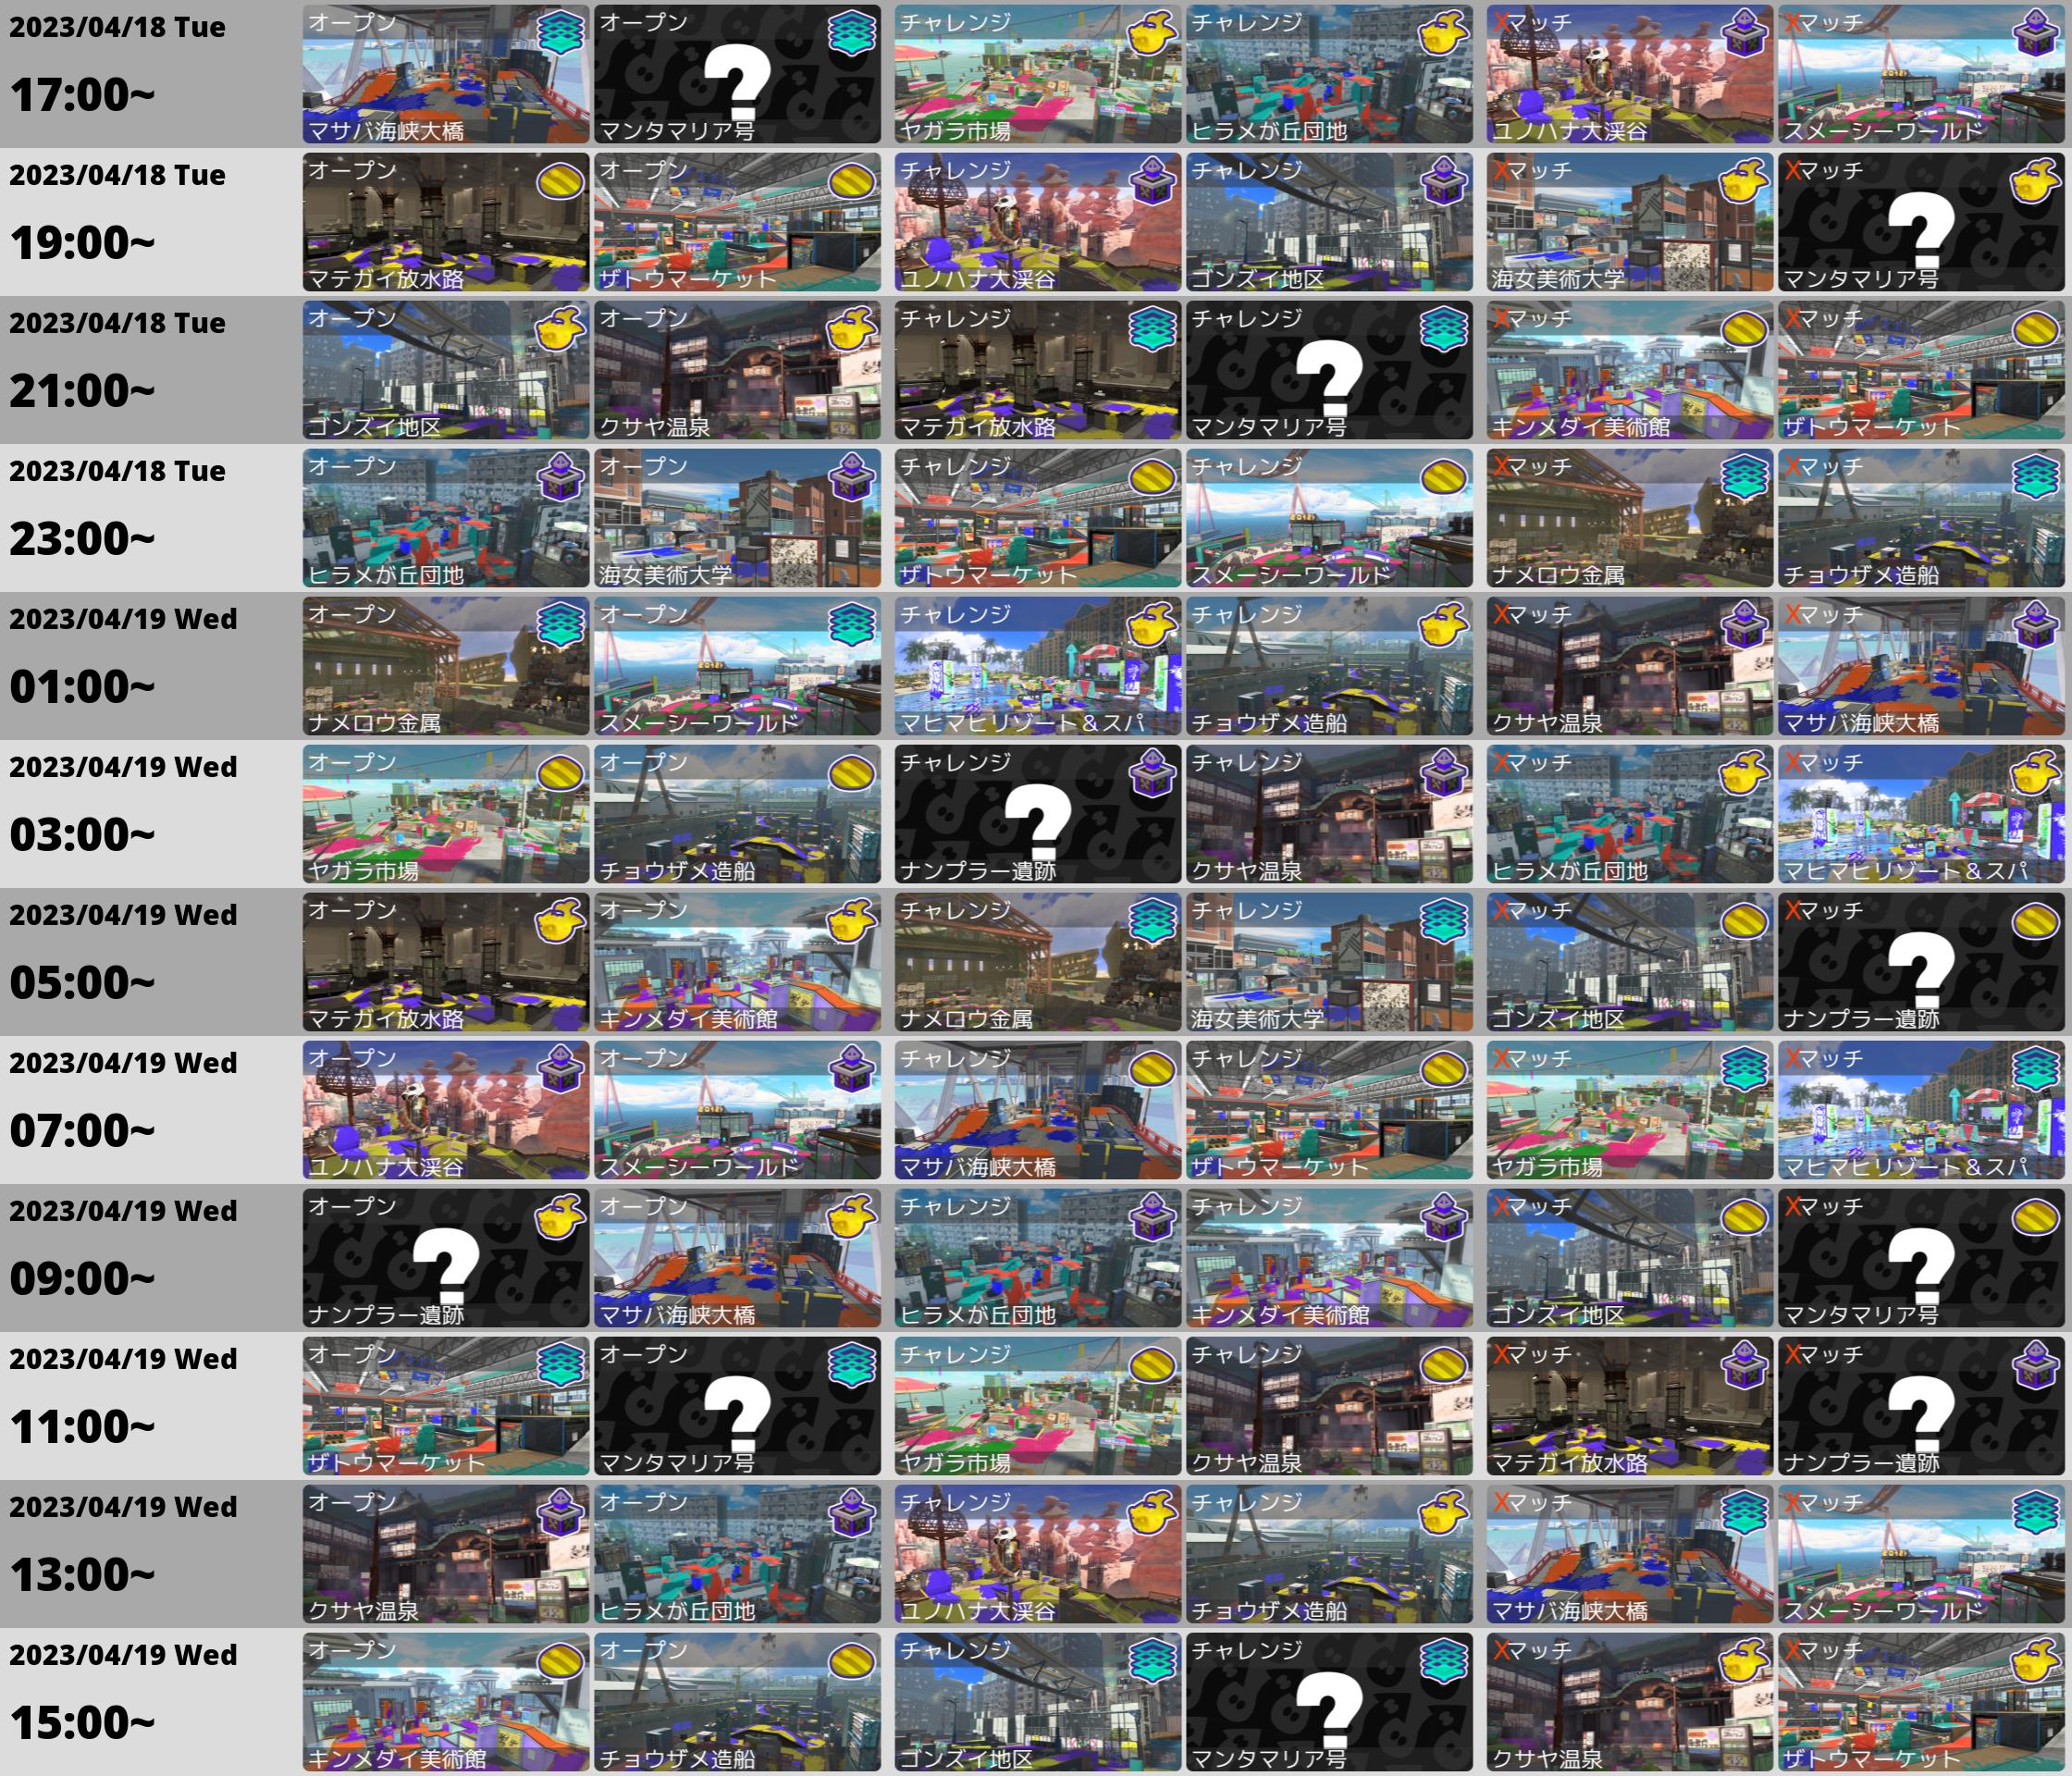 2023/04/18 Tue
17:00~
オープン
マサバ海峡大橋
オープン
マンタマリア号
チャレンジ
ヤガラ市場
チャレンジ
ヒラメが丘団地
Xマッチ
ユノハナ大渓谷
Xマッチ
スメーシーワールド
2023/04/18 Tue
19:00~
オープン
マテガイ放水路
オープン
ザトウマーケット
チャレンジ
ユノハナ大渓谷
チャレンジ
ゴンズイ地区
Xマッチ
海女美術大学
Xマッチ
マンタマリア号
2023/04/18 Tue
21:00~
オープン
ゴンズイ地区
オープン
クサヤ温泉
チャレンジ
マテガイ放水路
チャレンジ
マンタマリア号
Xマッチ
キンメダイ美術館
Xマッチ
ザトウマーケット
2023/04/18 Tue
23:00~
オープン
ヒラメが丘団地
オープン
海女美術大学
チャレンジ
ザトウマーケット
チャレンジ
スメーシーワールド
Xマッチ
ナメロウ金属
Xマッチ
チョウザメ造船
2023/04/19 Wed
01:00~
オープン
ナメロウ金属
オープン
スメーシーワールド
チャレンジ
マヒマヒリゾート&スパ
チャレンジ
チョウザメ造船
Xマッチ
クサヤ温泉
Xマッチ
マサバ海峡大橋
2023/04/19 Wed
03:00~
オープン
ヤガラ市場
オープン
チョウザメ造船
チャレンジ
ナンプラー遺跡
チャレンジ
クサヤ温泉
Xマッチ
ヒラメが丘団地
Xマッチ
マヒマヒリゾート&スパ
2023/04/19 Wed
05:00~
オープン
マテガイ放水路
オープン
キンメダイ美術館
チャレンジ
ナメロウ金属
チャレンジ
海女美術大学
Xマッチ
ゴンズイ地区
Xマッチ
ナンプラー遺跡
2023/04/19 Wed
07:00~
オープン
ユノハナ大渓谷
オープン
スメーシーワールド
チャレンジ
マサバ海峡大橋
チャレンジ
ザトウマーケット
Xマッチ
ヤガラ市場
Xマッチ
マヒマヒリゾート&スパ
2023/04/19 Wed
09:00~
オープン
ナンプラー遺跡
オープン
マサバ海峡大橋
チャレンジ
ヒラメが丘団地
チャレンジ
キンメダイ美術館
Xマッチ
ゴンズイ地区
Xマッチ
マンタマリア号
2023/04/19 Wed
11:00~
オープン
ザトウマーケット
オープン
マンタマリア号
チャレンジ
ヤガラ市場
チャレンジ
クサヤ温泉
Xマッチ
マテガイ放水路
Xマッチ
ナンプラー遺跡
2023/04/19 Wed
13:00~
オープン
クサヤ温泉
オープン
ヒラメが丘団地
チャレンジ
ユノハナ大渓谷
チャレンジ
チョウザメ造船
Xマッチ
マサバ海峡大橋
Xマッチ
スメーシーワールド
2023/04/19 Wed
15:00~
オープン
キンメダイ美術館
オープン
チョウザメ造船
チャレンジ
ゴンズイ地区
チャレンジ
マンタマリア号
Xマッチ
クサヤ温泉
Xマッチ
ザトウマーケット